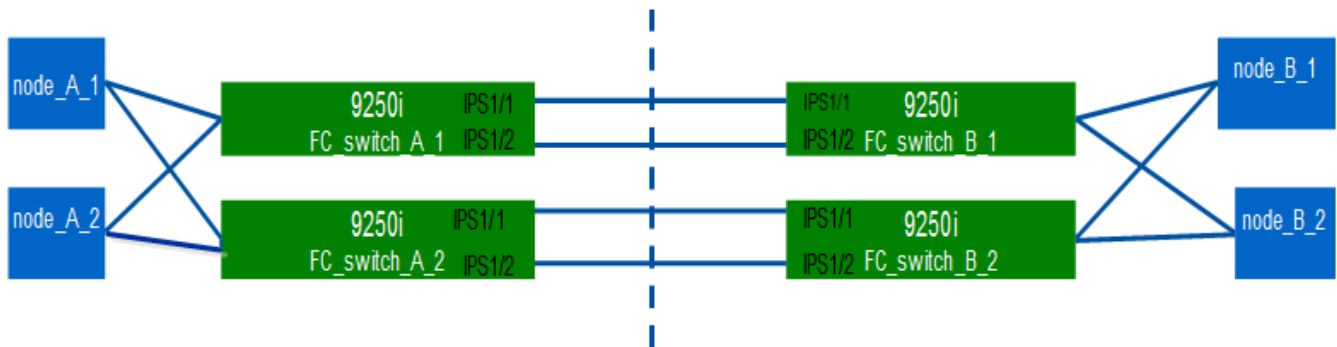 node_A_1
9250i
IPS1/1
FC_switch_A_1
IPS1/2
IPS1/1
9250i
IPS1/2
FC_switch_B_1
node_B_1
node_A_2
9250i
IPS1/1
FC_switch_A_2
IPS1/2
IPS1/1
9250i
IPS1/2
FC_switch_B_2
node_B_2